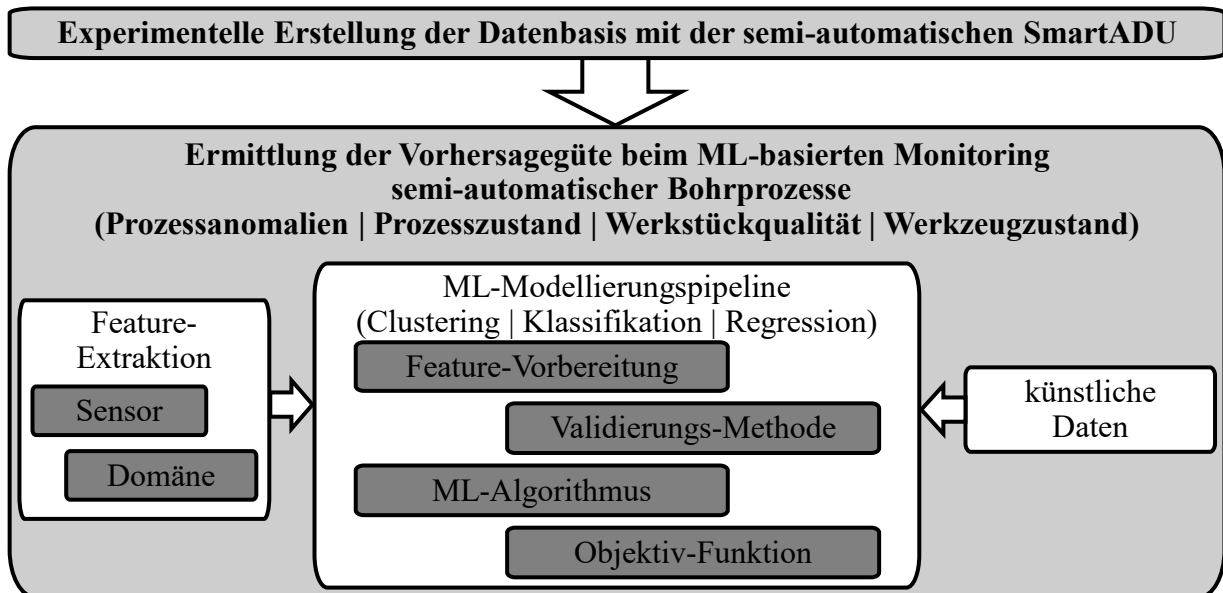 Experimentelle Erstellung der Datenbasis mit der semi-automatischen SmartADU
Ermittlung der Vorhersagegüte beim ML-basierten Monitoring
semi-automatischer Bohrprozesse
(Prozessanomalien | Prozesszustand | Werkstückqualität | Werkzeugzustand)
Feature-
Extraktion
Sensor
Domäne
ML-Modellierungspipeline
(Clustering | Klassifikation | Regression)
Feature-Vorbereitung
Validierungs-Methode
ML-Algorithmus
Objektiv-Funktion
künstliche
Daten